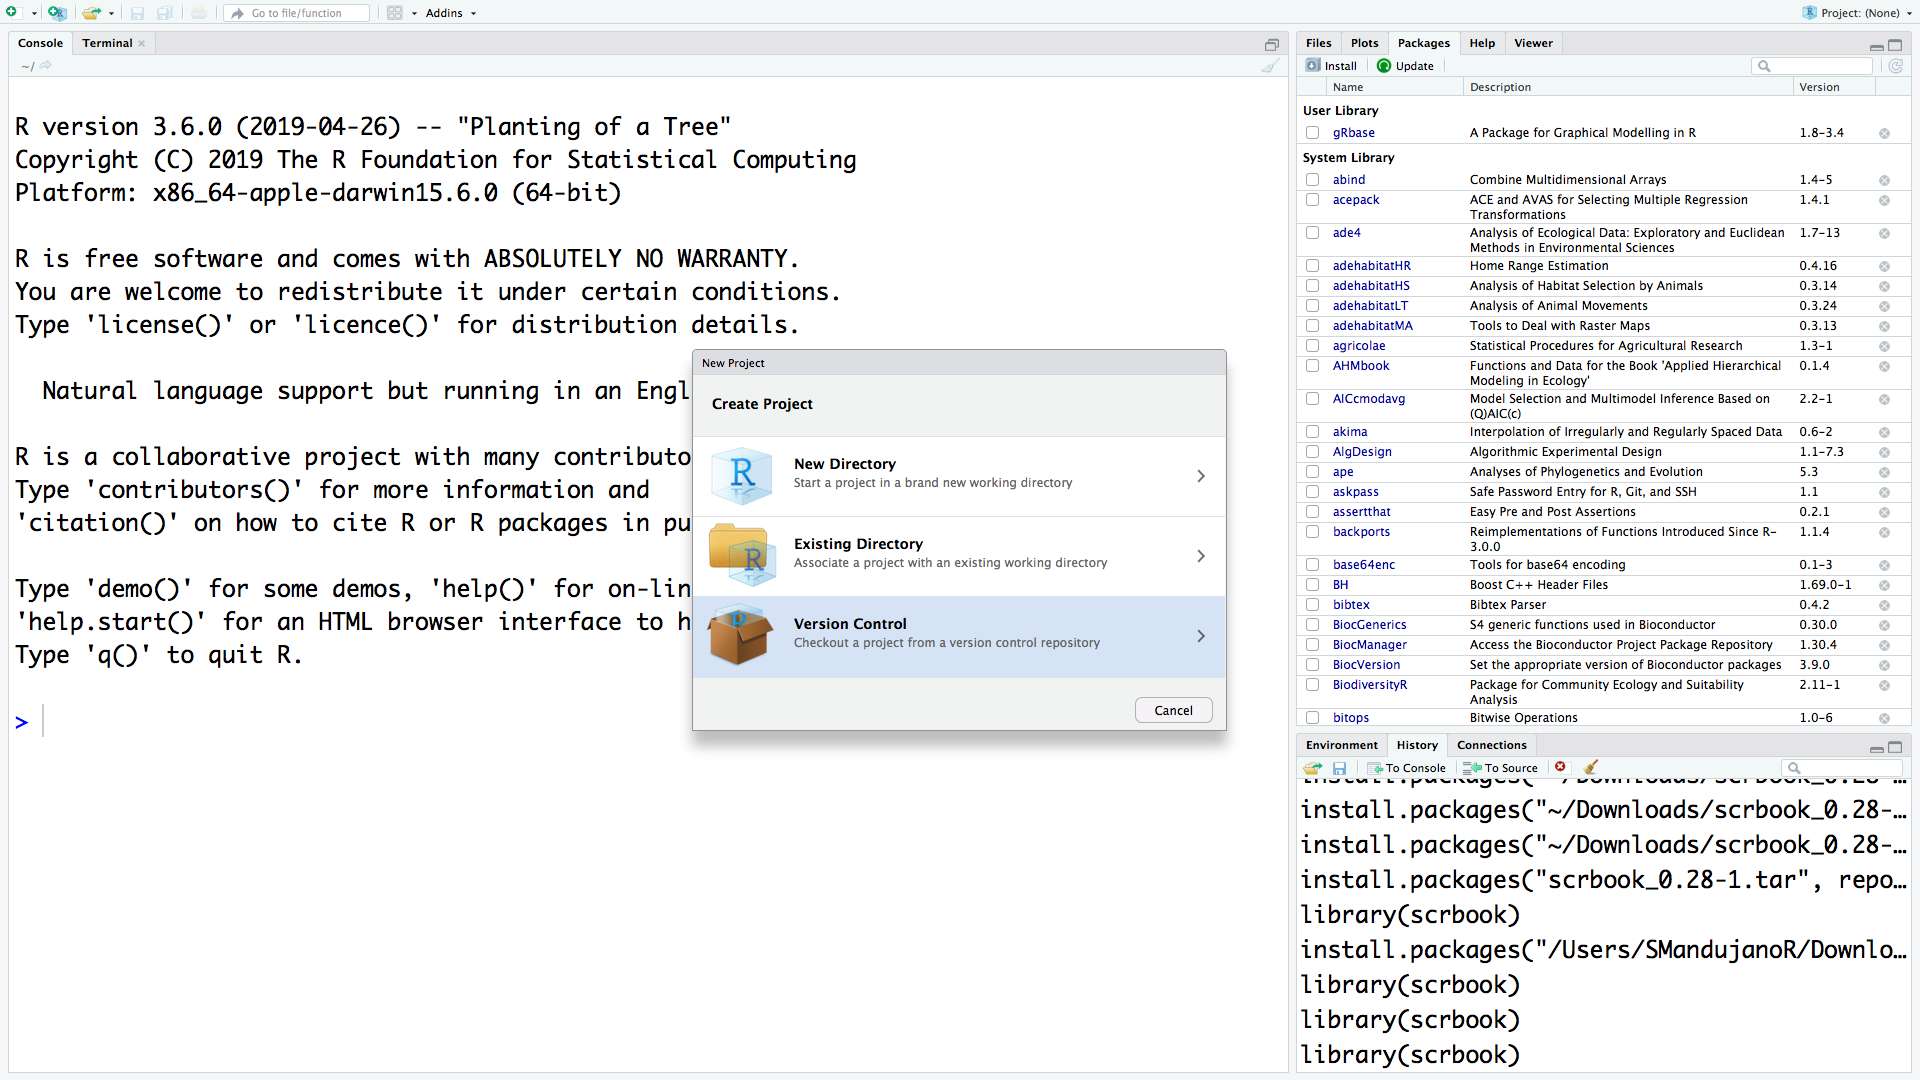 Go to file/function
Addins
Project: (None)
Console
Terminal
~/
R version 3.6.0 (2019-04-26) -- "Planting of a Tree"
Copyright (C) 2019 The R Foundation for Statistical Computing
Platform: x86_64-apple-darwin15.6.0 (64-bit)
R is free software and comes with ABSOLUTELY NO WARRANTY.
You are welcome to redistribute it under certain conditions.
Type 'license()' or 'licence()' for distribution details.
Natural language support but running in an Engl
R is a collaborative project with many contributo
Type 'contributors()' for more information and
'citation()' on how to cite R or R packages in pu
Type 'demo()' for some demos, 'help()' for on-lin
'help.start()' for an HTML browser interface to h
Type 'q()' to quit R.
>
New Project
Create Project
New Directory
Start a project in a brand new working directory
Existing Directory
Associate a project with an existing working directory
Version Control
Checkout a project from a version control repository
Cancel
Files Plots Packages Help Viewer
Install Update
Name Description Version
User Library
gRbase A Package for Graphical Modelling in R 1.8-3.4
System Library
abind Combine Multidimensional Arrays 1.4-5
acepack ACE and AVAS for Selecting Multiple Regression 1.4.1
Transformations
ade4 Analysis of Ecological Data: Exploratory and Euclidean 1.7-13
Methods in Environmental Sciences
adehabitatHR Home Range Estimation 0.4.16
adehabitatHS Analysis of Habitat Selection by Animals 0.3.14
adehabitatLT Analysis of Animal Movements 0.3.24
adehabitatMA Tools to Deal with Raster Maps 0.3.13
agricolae Statistical Procedures for Agricultural Research 1.3-1
AHMbook Functions and Data for the Book 'Applied Hierarchical 0.1.4
Modeling in Ecology'
AICcmodavg Model Selection and Multimodel Inference Based on 2.2-1
(Q)AIC(c)
akima Interpolation of Irregularly and Regularly Spaced Data 0.6-2
AlgDesign Algorithmic Experimental Design 1.1-7.3
ape Analyses of Phylogenetics and Evolution 5.3
askpass Safe Password Entry for R, Git, and SSH 1.1
assertthat Easy Pre and Post Assertions 0.2.1
backports Reimplementations of Functions Introduced Since R- 1.1.4
3.0.0
base64enc Tools for base64 encoding 0.1-3
BH Boost C++ Header Files 1.69.0-1
bibtex Bibtex Parser 0.4.2
BiocGenerics S4 generic functions used in Bioconductor 0.30.0
BiocManager Access the Bioconductor Project Package Repository 1.30.4
BiocVersion Set the appropriate version of Bioconductor packages 3.9.0
BiodiversityR Package for Community Ecology and Suitability 2.11-1
Analysis
bitops Bitwise Operations 1.0-6
Environment History Connections
To Console To Source
install.packages("~/Downloads/scrbook_0.28-...
install.packages("~/Downloads/scrbook_0.28-...
install.packages("~/Downloads/scrbook_0.28-...
install.packages("scrbook_0.28-1.tar", repo...
library(scrbook)
install.packages("/Users/SMandujanoR/Downlo...
library(scrbook)
library(scrbook)
library(scrbook)